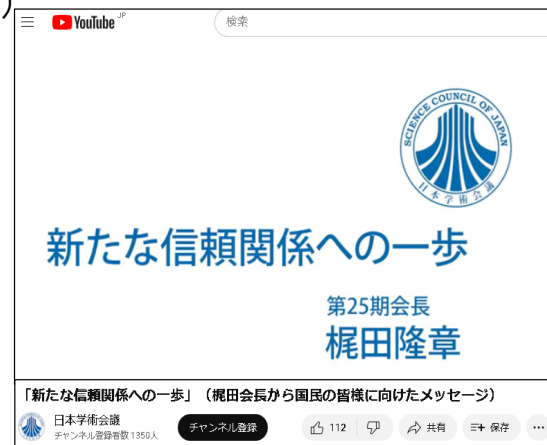 )
YouTube JP
検索
SCIENCE COUNCIL OF JAPAN
日本学術会議
新たな信頼関係への一歩
第25期会長
梶田隆章
「新たな信頼関係への一歩」（梶田会長から国民の皆様に向けたメッセージ）
日本学術会議
チャンネル登録者数 1350人
チャンネル登録
112
共有
保存